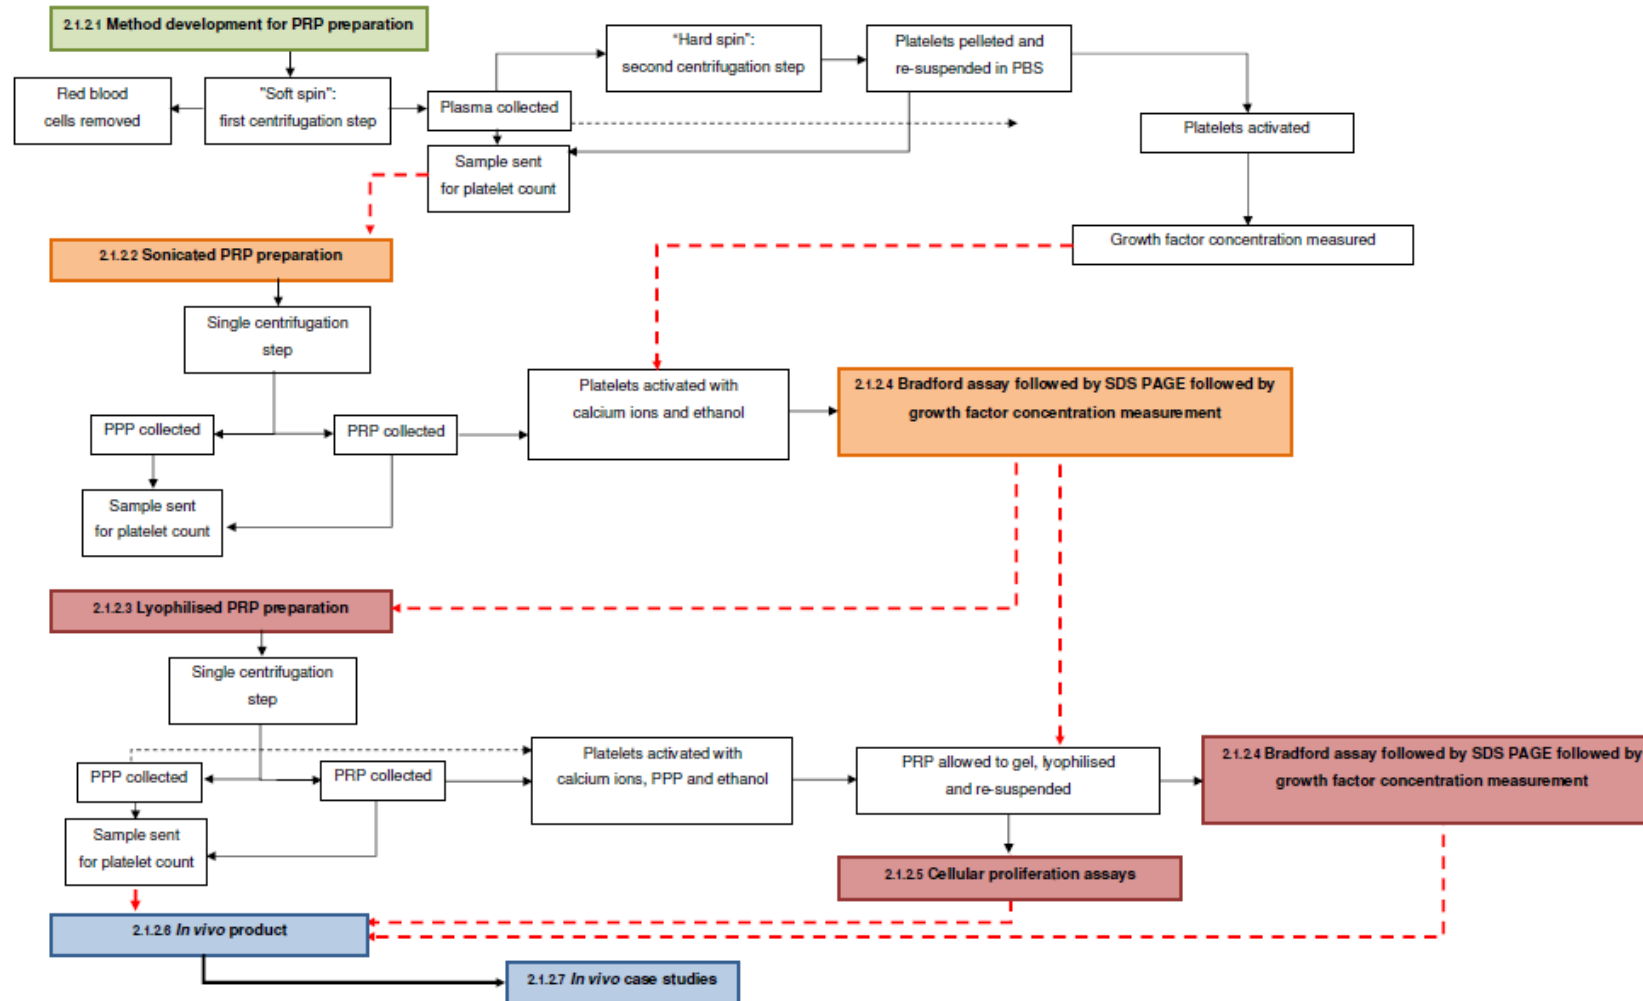 2.1.2.1 Method development for PRP preparation
"Hard spin":
second centrifugation step
Platelets pelleted and
re-suspended in PBS
Red blood
cells removed
"Soft spin":
first centrifugation step
Plasma collected
Platelets activated
Sample sent
for platelet count
Growth factor concentration measured
2.1.2.2 Sonicated PRP preparation
Single centrifugation
step
Platelets activated with
calcium ions and ethanol
2.1.2.4 Bradford assay followed by SDS PAGE followed by
growth factor concentration measurement
PPP collected
PRP collected
Sample sent
for platelet count
2.1.2.3 Lyophilised PRP preparation
Single centrifugation
step
Platelets activated with
calcium ions, PPP and ethanol
PRP allowed to gel, lyophilised
and re-suspended
2.1.2.4 Bradford assay followed by SDS PAGE followed by
growth factor concentration measurement
PPP collected
PRP collected
Sample sent
for platelet count
2.1.2.5 Cellular proliferation assays
2.1.2.6 In vivo product
2.1.2.7 In vivo case studies